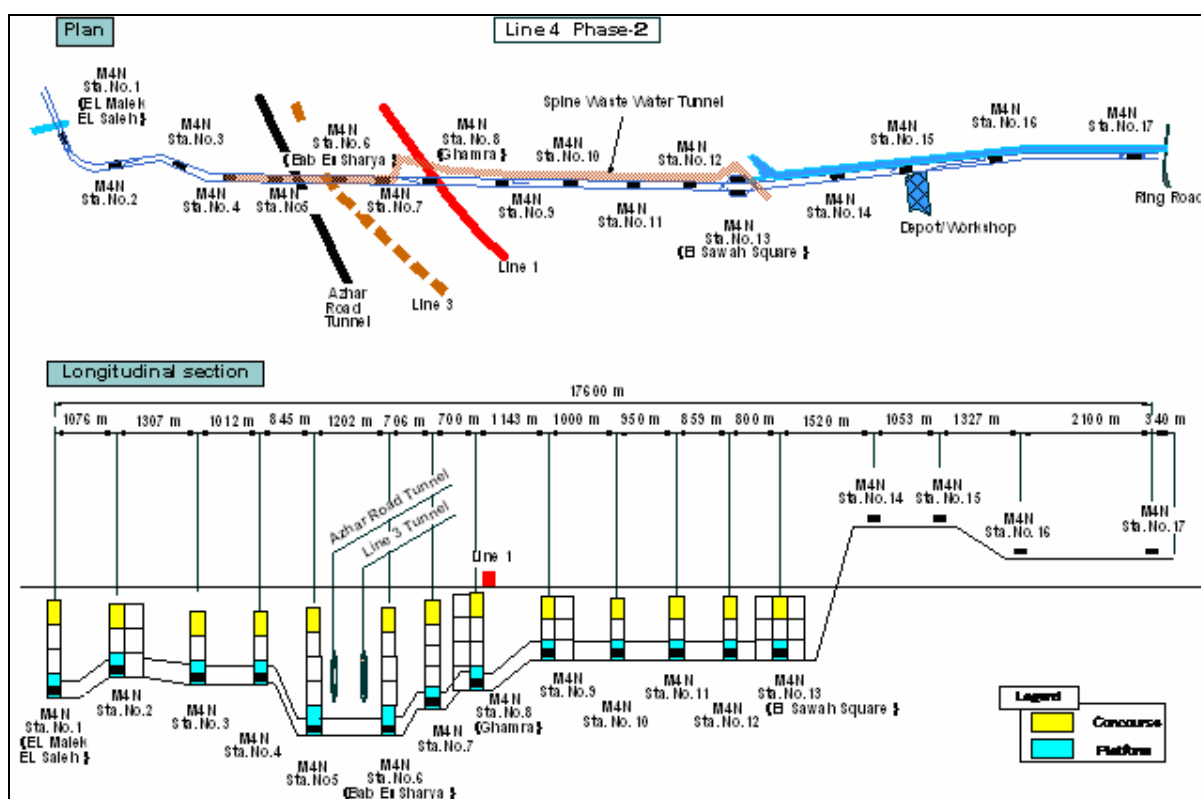 Plan
Line 4 Phase-2
M4N
Sta.No.1
(EL Malek
EL Saleh)
M4N
Sta.No.3
M4N
Sta.No.6
(Bab El Sharya)
M4N
Sta.No.8
(Ghamra)
Spine Waste Water Tunnel
M4N
Sta.No.10
M4N
Sta.No.12
M4N
Sta.No.15
M4N
Sta.No.16
M4N
Sta.No.17
M4N
Sta.No.2
M4N
Sta.No.4
M4N
Sta.No5
M4N
Sta.No.7
M4N
Sta.No.9
M4N
Sta.No.11
M4N
Sta.No.13
(El Sawah Square)
M4N
Sta.No.14
Depot/Workshop
Ring Road
Azhar
Road
Tunnel
Line 3
Line 1
Longitudinal section
17600 m
1076 m
1307 m
1012 m
845 m
1202 m
706 m
700 m
1143 m
1000 m
950 m
859 m
800 m
1520 m
1053 m
1327 m
2100 m
340 m
Azhar Road Tunnel
Line 3 Tunnel
Line 1
M4N
Sta.No.14
M4N
Sta.No.15
M4N
Sta.No.16
M4N
Sta.No.17
M4N
Sta.No.1
(EL Malek
EL Saleh)
M4N
Sta.No.2
M4N
Sta.No.3
M4N
Sta.No.4
M4N
Sta.No5
M4N
Sta.No.6
(Bab El Sharya)
M4N
Sta.No.7
M4N
Sta.No.8
(Ghamra)
M4N
Sta.No.9
M4N
Sta.No.10
M4N
Sta.No.11
M4N
Sta.No.12
M4N
Sta.No.13
(El Sawah Square)
Legend
Concourse
Platform